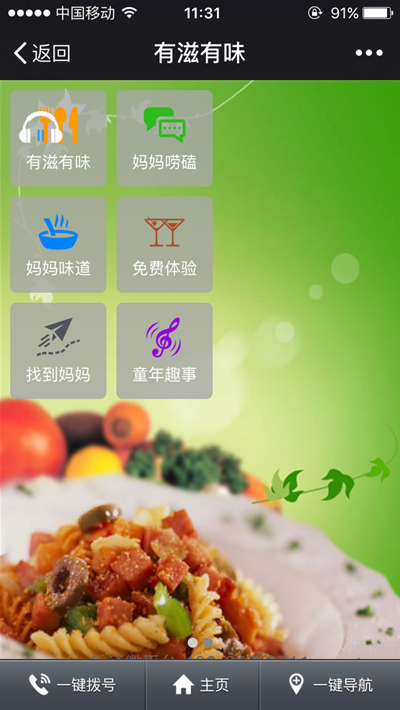 中国移动 11:31 91%
返回 有滋有味
有滋有味 妈妈唠磕
妈妈味道 免费体验
找到妈妈 童年趣事
一键拨号 主页 一键导航